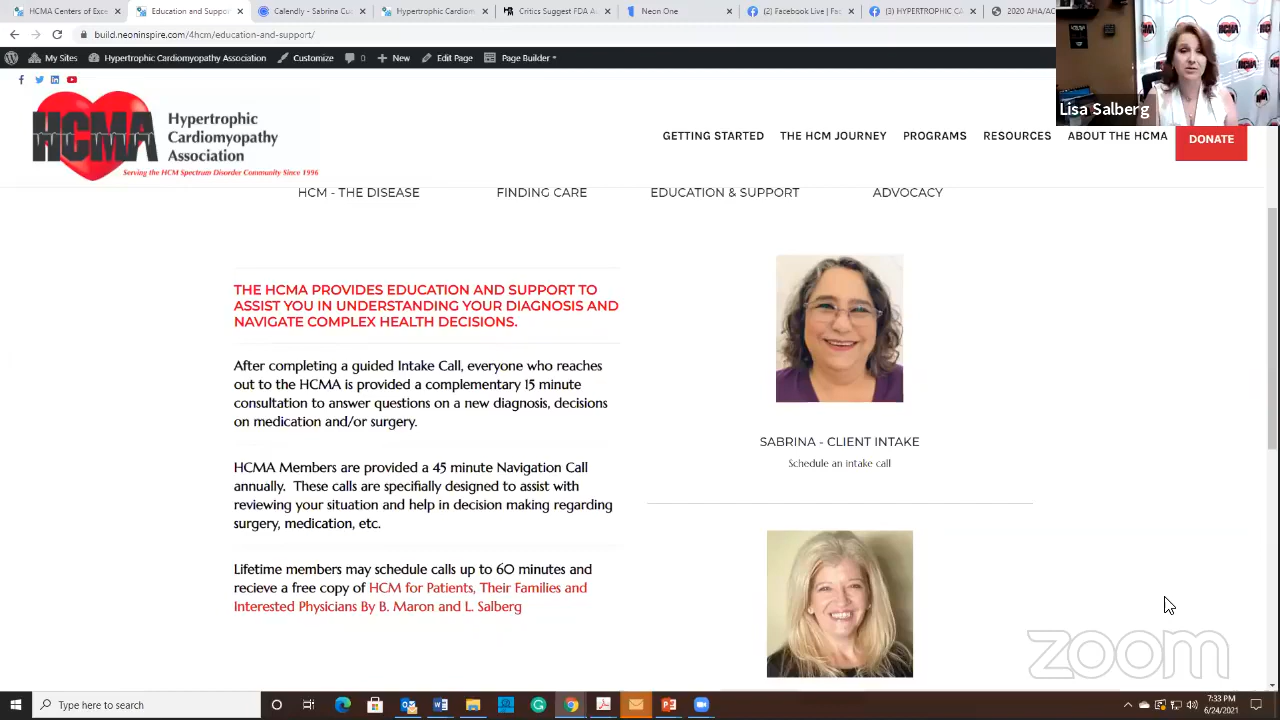 HCMA Centers of Exc
Education and Suppo
Calendly - Sabrina
Critics Suggest FDA A
Neon One
(2) Facebook Live | Fa
(2) HYPERTROPHIC CA
2020 AHA/AC
build.neoninspire.com/4hcm/education-and-support/
My Sites
Hypertrophic Cardiomyopathy Association
Customize
0
New
Edit Page
Page Builder
Lisa Salberg
HCMA
Hypertrophic
Cardiomyopathy
Association
Serving the HCM Spectrum Disorder Community Since 1996
GETTING STARTED THE HCM JOURNEY PROGRAMS RESOURCES ABOUT THE HCMA DONATE
HCM - THE DISEASE FINDING CARE EDUCATION & SUPPORT ADVOCACY
THE HCMA PROVIDES EDUCATION AND SUPPORT TO
ASSIST YOU IN UNDERSTANDING YOUR DIAGNOSIS AND
NAVIGATE COMPLEX HEALTH DECISIONS.
After completing a guided Intake Call, everyone who reaches
out to the HCMA is provided a complementary 15 minute
consultation to answer questions on a new diagnosis, decisions
on medication and/or surgery.
HCMA Members are provided a 45 minute Navigation Call
annually. These calls are specifially designed to assist with
reviewing your situation and help in decision making regarding
surgery, medication, etc.
Lifetime members may schedule calls up to 60 minutes and
recieve a free copy of HCM for Patients, Their Families and
Interested Physicians By B. Maron and L. Salberg
SABRINA - CLIENT INTAKE
Schedule an intake call
zoom
Type here to search
7:33 PM
6/24/2021